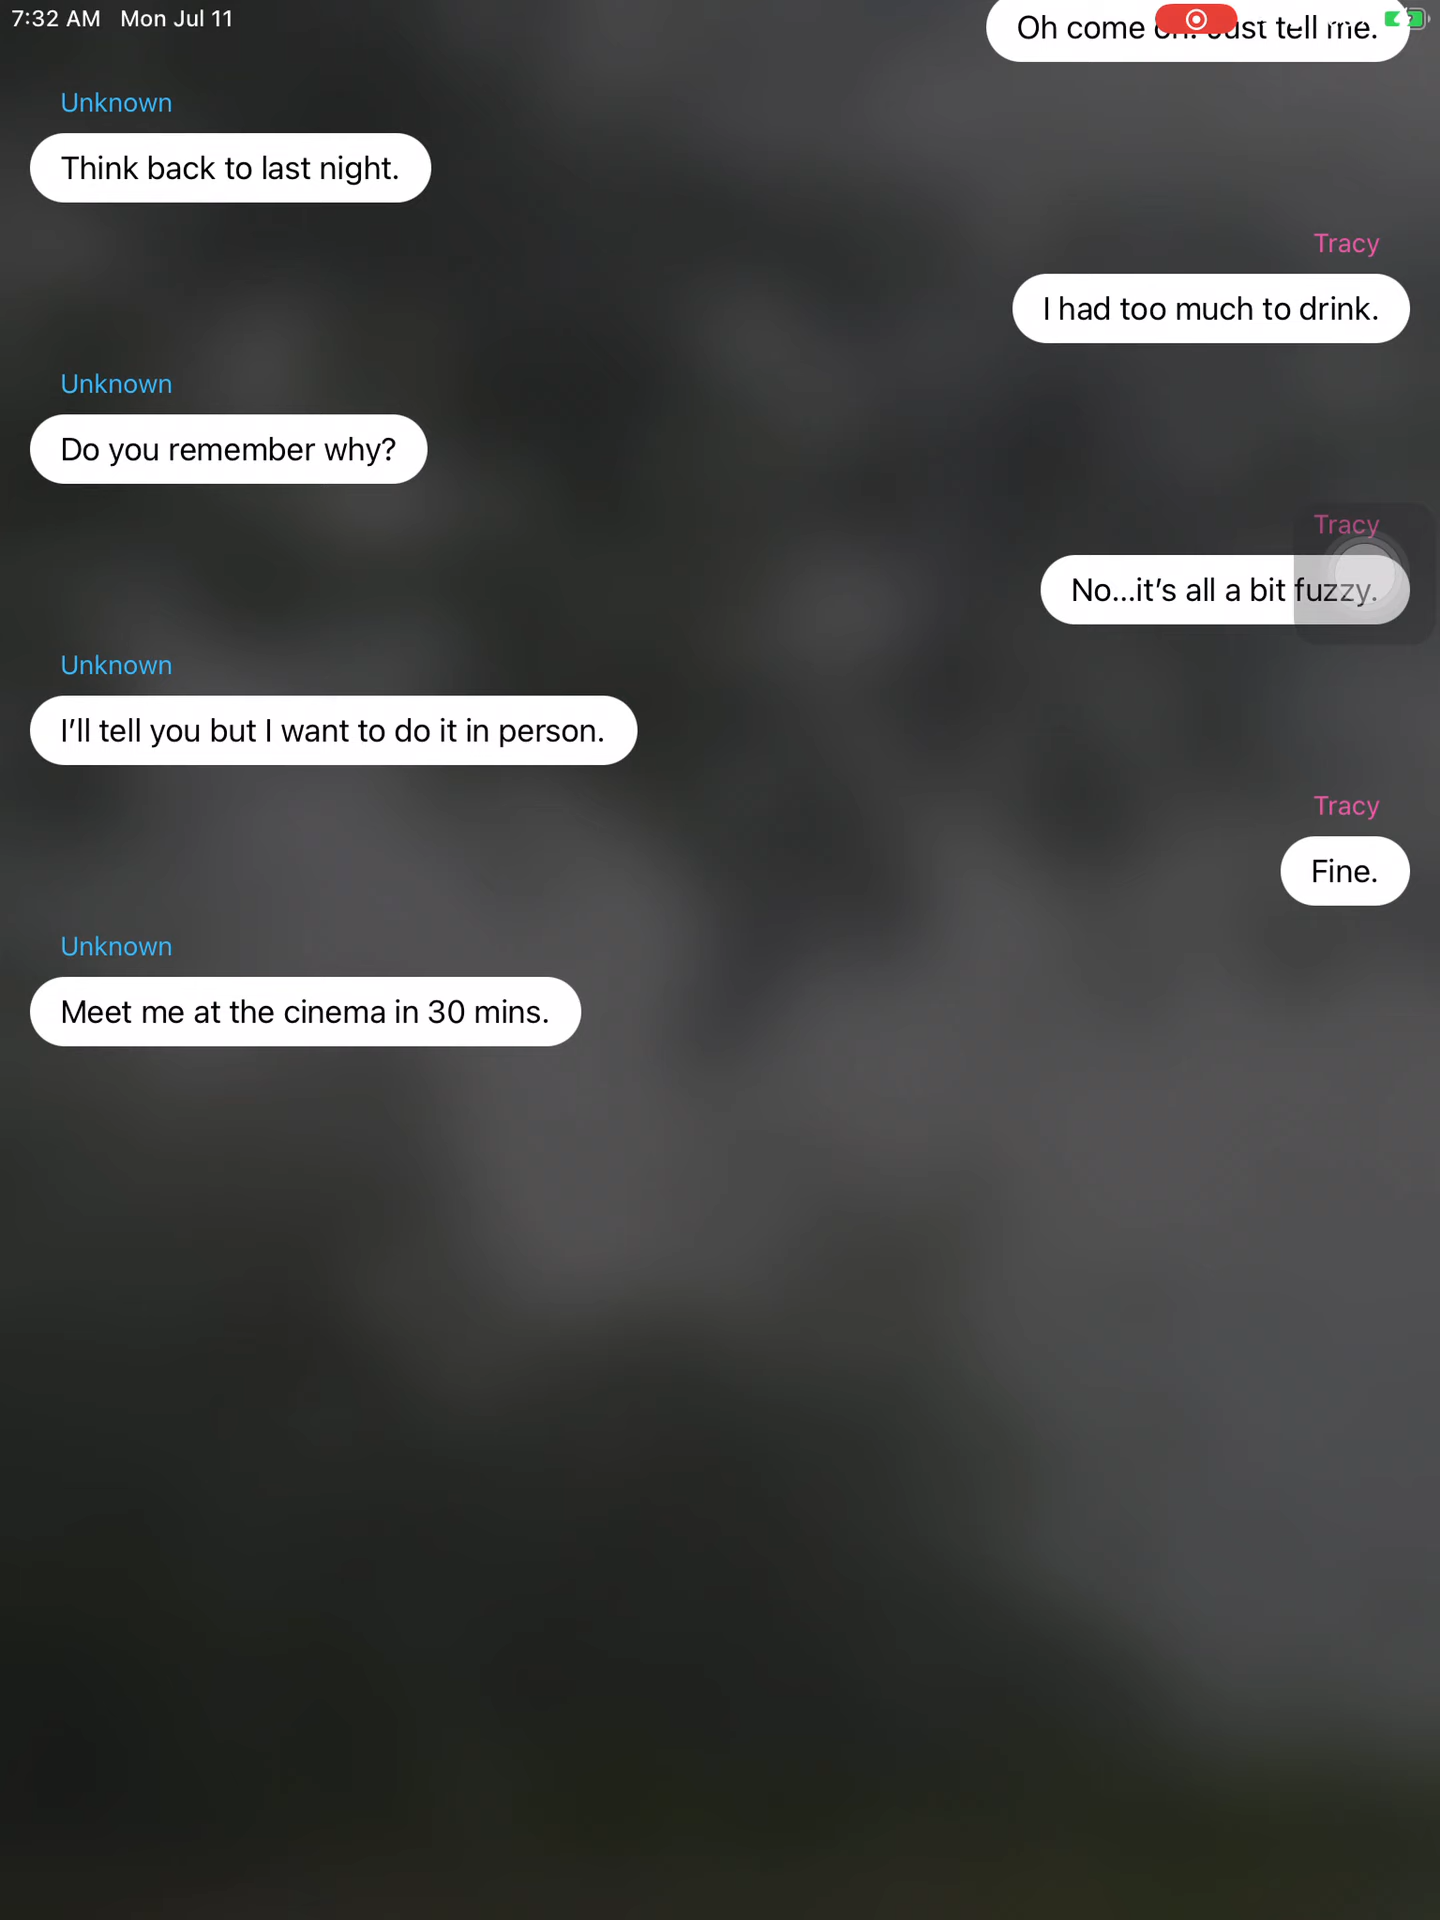 7:32 AM Mon Jul 11
Oh come on! Just tell me.
Unknown
Think back to last night.
Tracy
I had too much to drink.
Unknown
Do you remember why?
Tracy
No...it's all a bit fuzzy.
Unknown
I'll tell you but I want to do it in person.
Tracy
Fine.
Unknown
Meet me at the cinema in 30 mins.